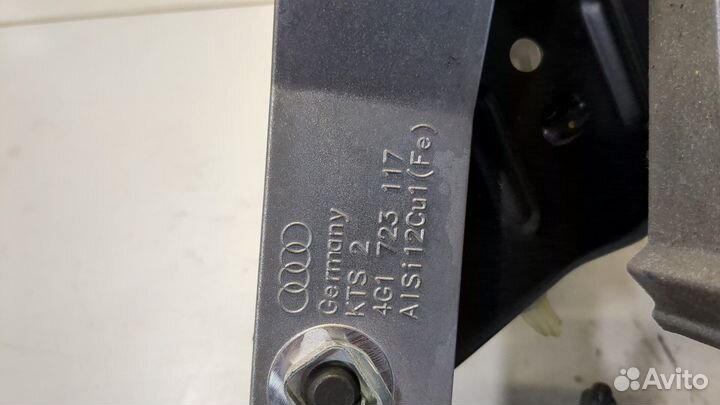 Germany
KTS 2
4G1 723 117
AlSi12Cu1(Fe)
Avito